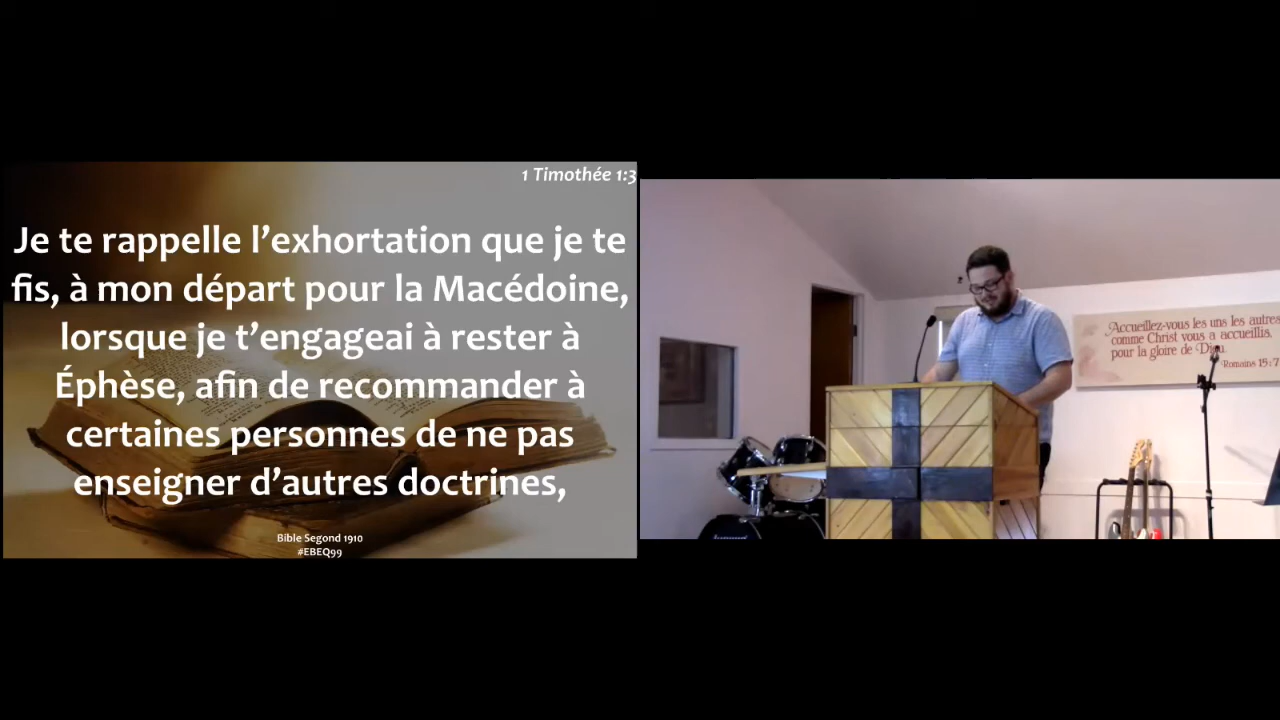 1 Timothée 1:3
Je te rappelle l’exhortation que je te
fis, à mon départ pour la Macédoine,
lorsque je t’engageai à rester à
Éphèse, afin de recommander à
certaines personnes de ne pas
enseigner d’autres doctrines,
Bible Segond 1910
#EBEQ99
Accueillez-vous les uns les autres
comme Christ vous a accueillis,
pour la gloire de Dieu.
Romains 15:7